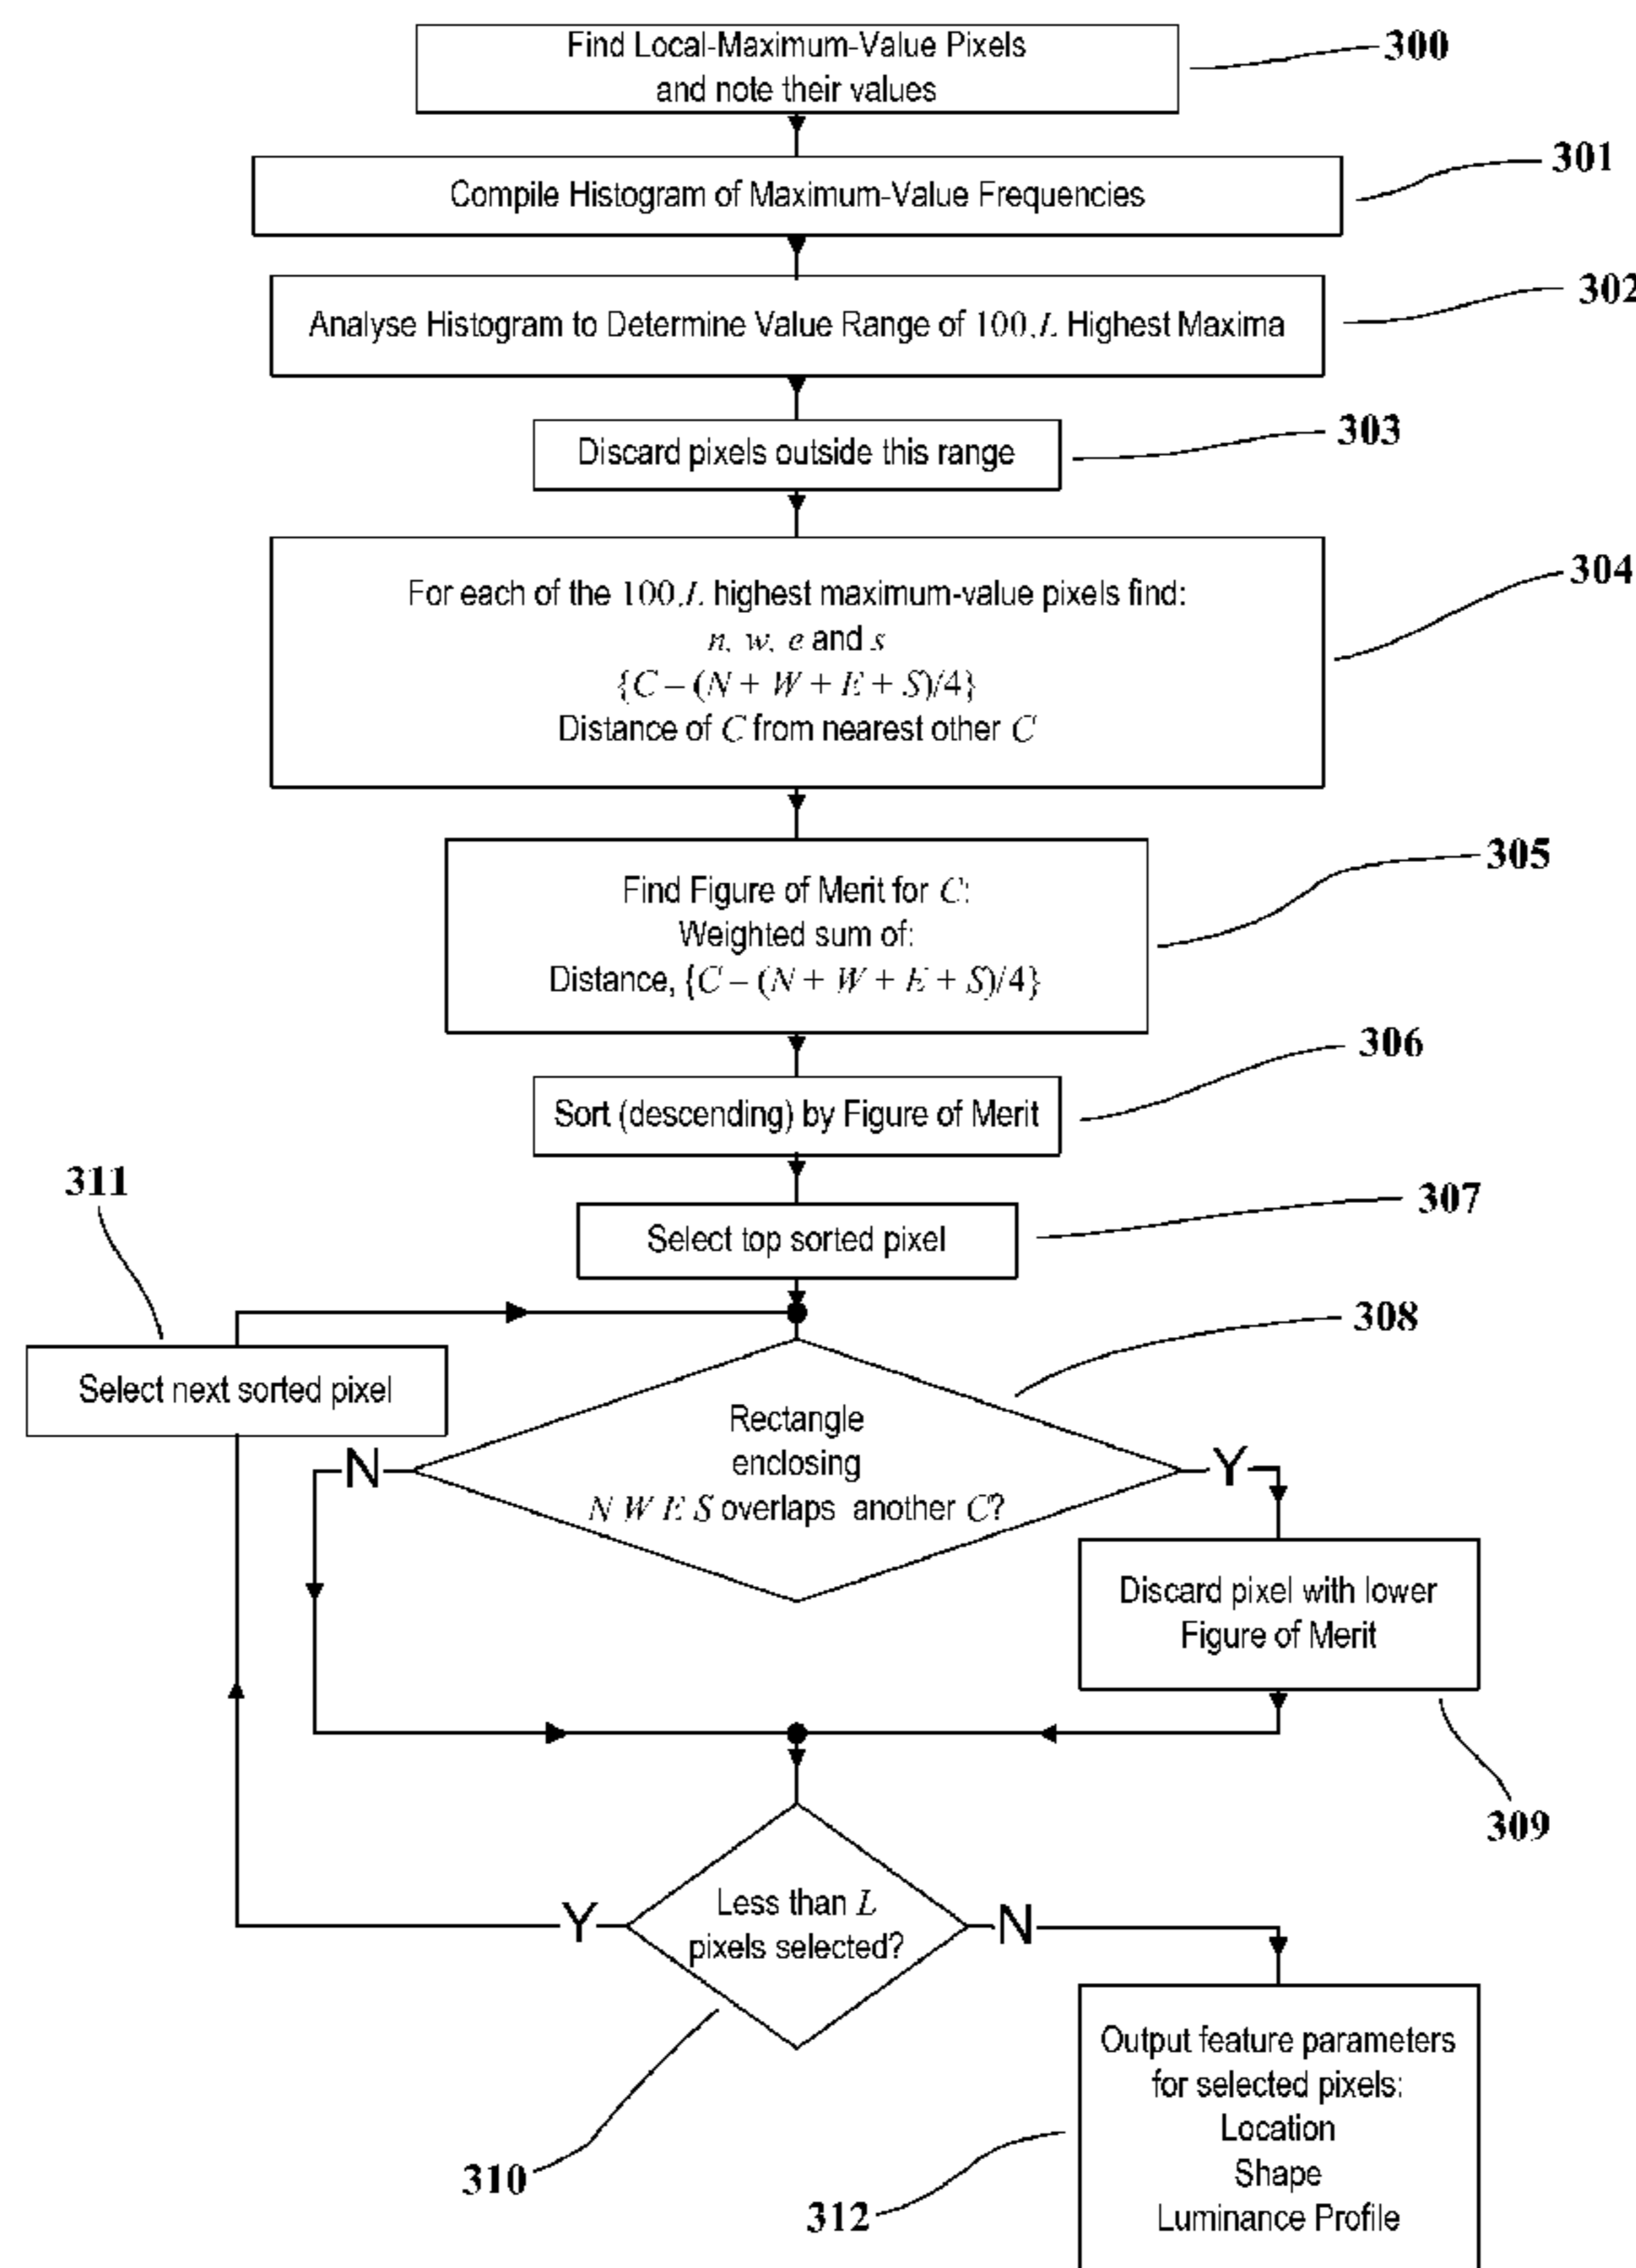 Find Local-Maximum-Value Pixels
and note their values
300
Compile Histogram of Maximum-Value Frequencies
301
Analyse Histogram to Determine Value Range of 100.L Highest Maxima
302
Discard pixels outside this range
303
For each of the 100.L highest maximum-value pixels find:
n, w, e and s
{C – (N + W + E + S)/4}
Distance of C from nearest other C
304
Find Figure of Merit for C:
Weighted sum of:
Distance, {C – (N + W + E + S)/4}
305
Sort (descending) by Figure of Merit
306
Select top sorted pixel
307
311
Select next sorted pixel
308
Rectangle
enclosing
N W E S overlaps another C?
N
Y
Discard pixel with lower
Figure of Merit
309
Less than L
pixels selected?
Y
N
310
Output feature parameters
for selected pixels:
Location
Shape
Luminance Profile
312